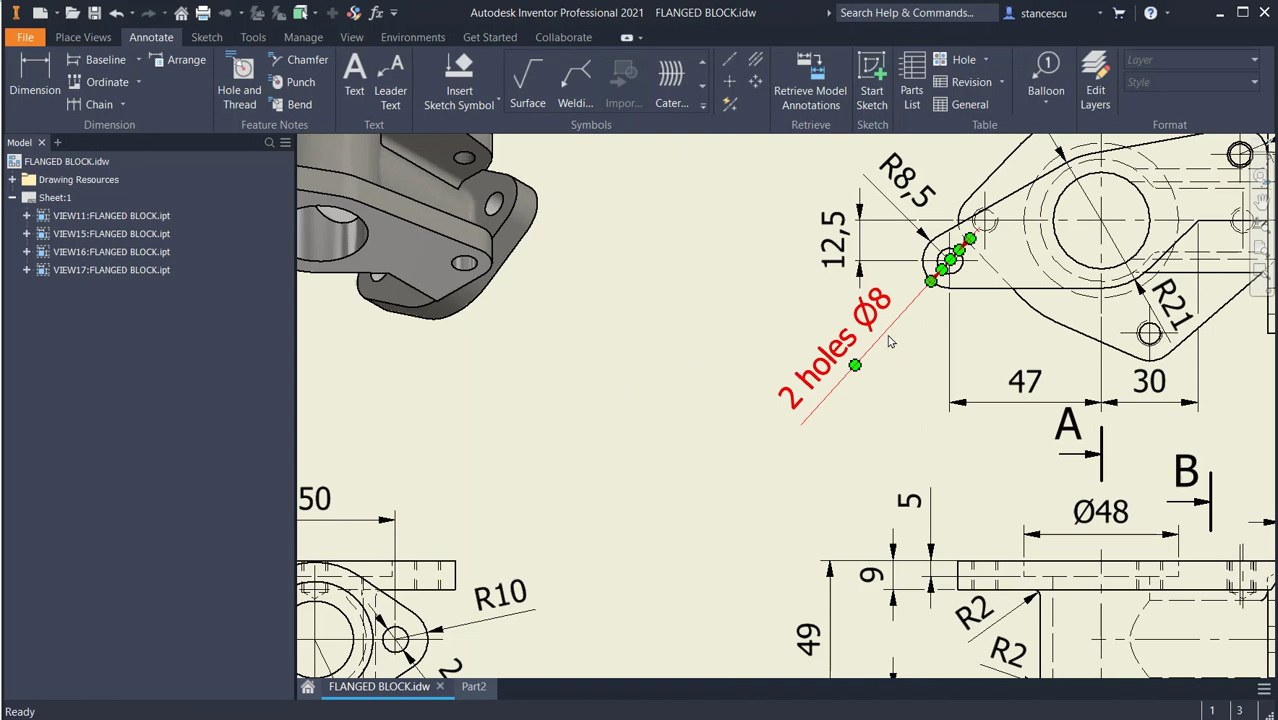 Autodesk Inventor Professional 2021 FLANGED BLOCK.idw
Search Help & Commands...
stancescu
File Place Views Annotate Sketch Tools Manage View Environments Get Started Collaborate
Dimension
Baseline
Ordinate
Chain
Arrange
Dimension
Hole and Thread
Chamfer
Punch
Bend
Feature Notes
Text
Leader Text
Text
Insert Sketch Symbol
Surface
Weldi...
Impor...
Cater...
Symbols
Retrieve Model Annotations
Retrieve
Start Sketch
Sketch
Parts List
Hole
Revision
General
Table
Balloon
Edit Layers
Layer
Style
Format
Model
FLANGED BLOCK.idw
Drawing Resources
Sheet:1
VIEW11:FLANGED BLOCK.ipt
VIEW15:FLANGED BLOCK.ipt
VIEW16:FLANGED BLOCK.ipt
VIEW17:FLANGED BLOCK.ipt
R8,5
12,5
2 holes Ø8
R21
47
30
A
B
50
5
Ø48
9
R10
R2
49
R2
2
FLANGED BLOCK.idw
Part2
Ready
1
3